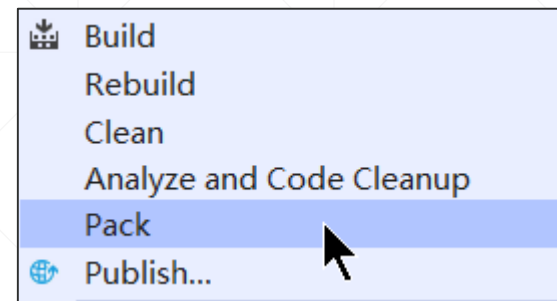 Build
Rebuild
Clean
Analyze and Code Cleanup
Pack
Publish...